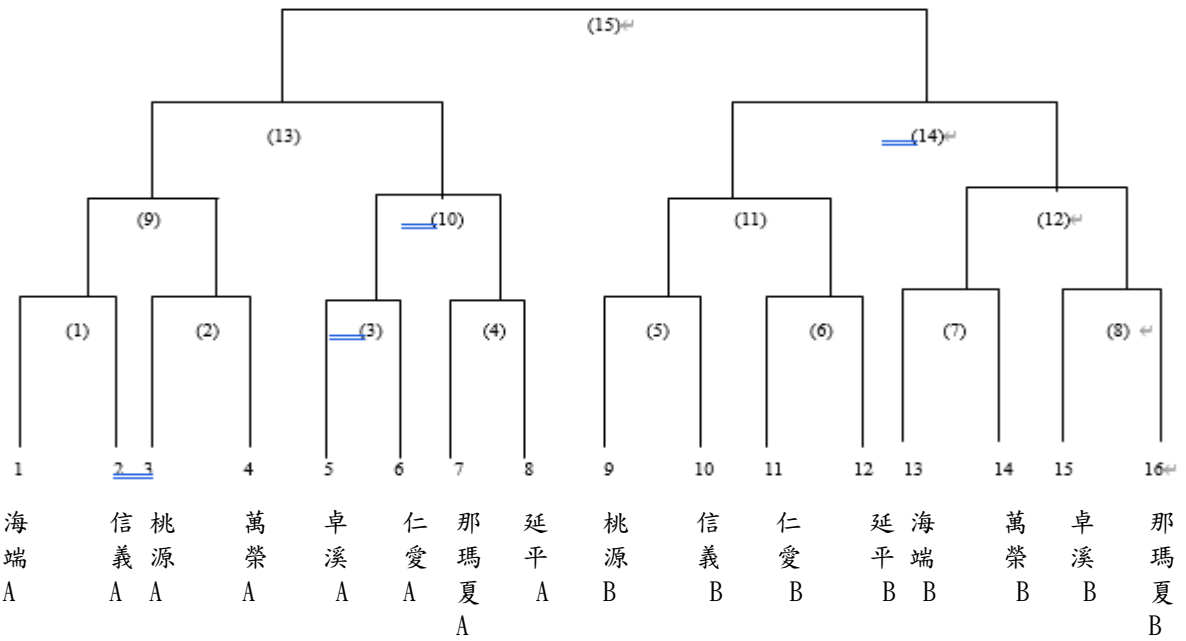 (15)↵
(13) (14)↵
(9) (10) (11) (12)↵
(1) (2) (3) (4) (5) (6) (7) (8) ↵
1 2 3 4 5 6 7 8 9 10 11 12 13 14 15 16↵
海 信 桃 萬 卓 仁 那 延 桃 信 仁 延 海 萬 卓 那
端 義 源 榮 溪 愛 瑪 平 源 義 愛 平 端 榮 溪 瑪
A A A A A A 夏 A B B B B B B B 夏
A B